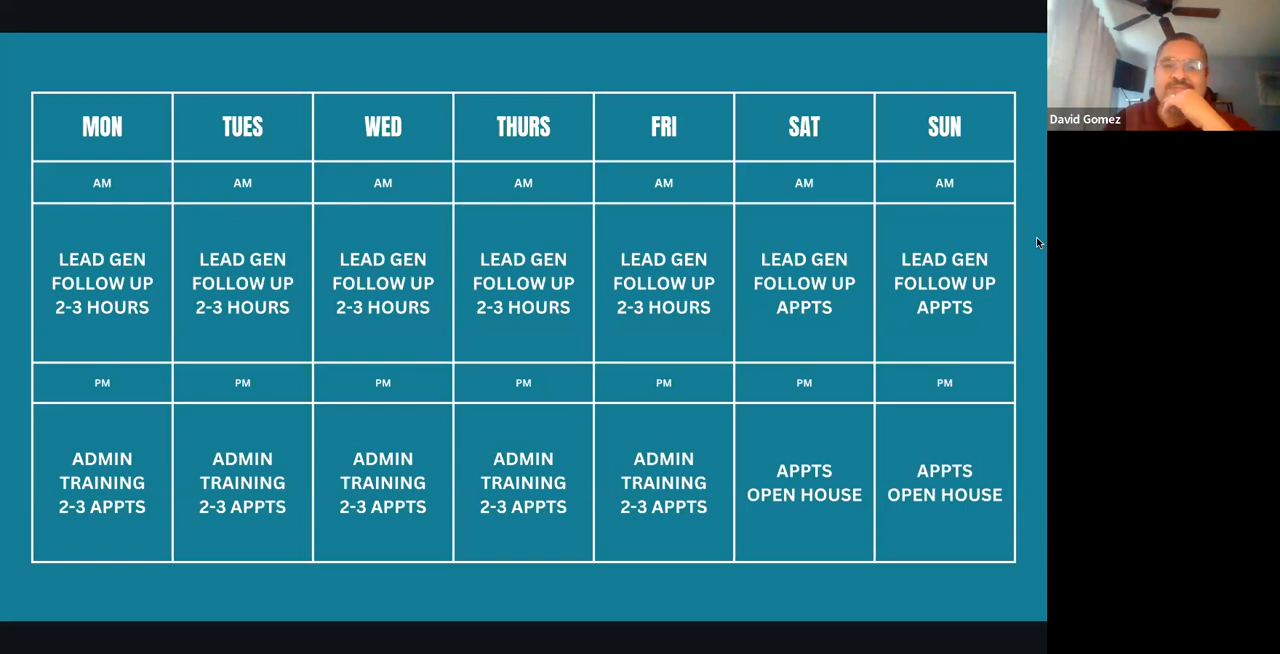 MON TUES WED THURS FRI SAT SUN
AM AM AM AM AM AM AM
LEAD GEN LEAD GEN LEAD GEN LEAD GEN LEAD GEN LEAD GEN LEAD GEN
FOLLOW UP FOLLOW UP FOLLOW UP FOLLOW UP FOLLOW UP FOLLOW UP FOLLOW UP
2-3 HOURS 2-3 HOURS 2-3 HOURS 2-3 HOURS 2-3 HOURS APPTS APPTS
PM PM PM PM PM PM PM
ADMIN ADMIN ADMIN ADMIN ADMIN APPTS APPTS
TRAINING TRAINING TRAINING TRAINING TRAINING OPEN HOUSE OPEN HOUSE
2-3 APPTS 2-3 APPTS 2-3 APPTS 2-3 APPTS 2-3 APPTS
David Gomez